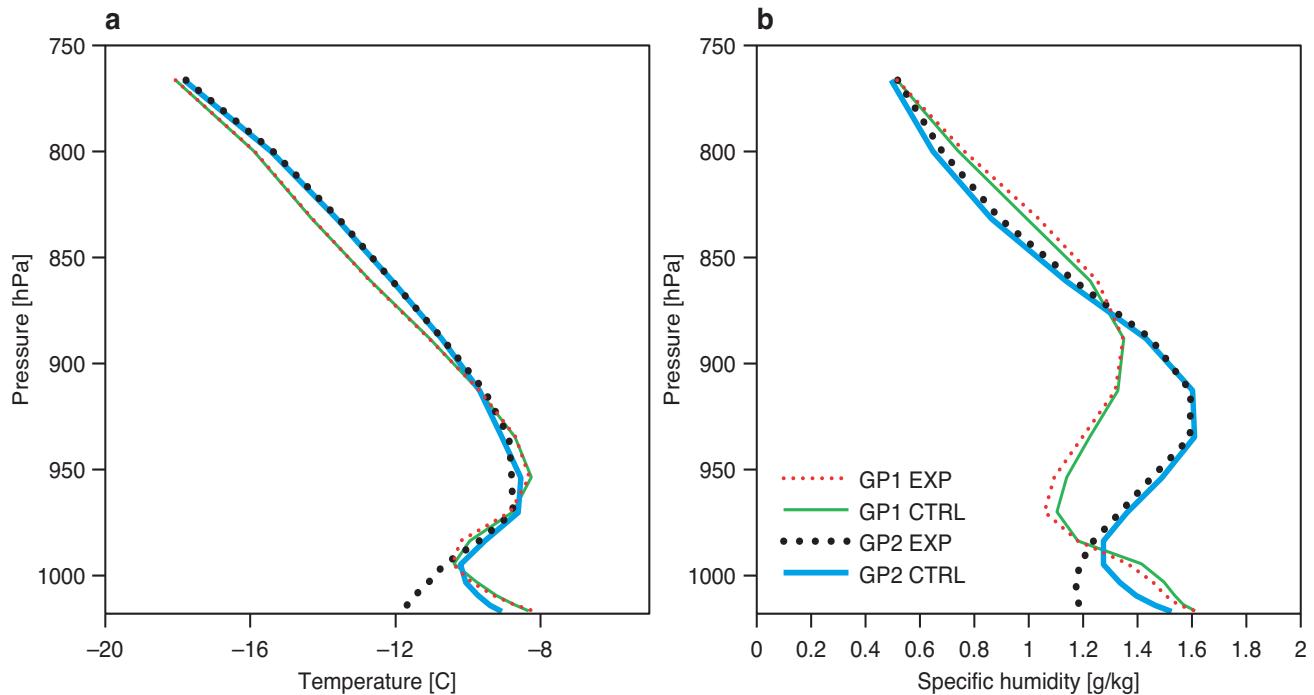 a
750
800
850
900
950
1000
Pressure [hPa]
–20
–16
–12
–8
Temperature [C]
b
750
800
850
900
950
1000
Pressure [hPa]
GP1 EXP
GP1 CTRL
GP2 EXP
GP2 CTRL
0
0.2
0.4
0.6
0.8
1
1.2
1.4
1.6
1.8
2
Specific humidity [g/kg]